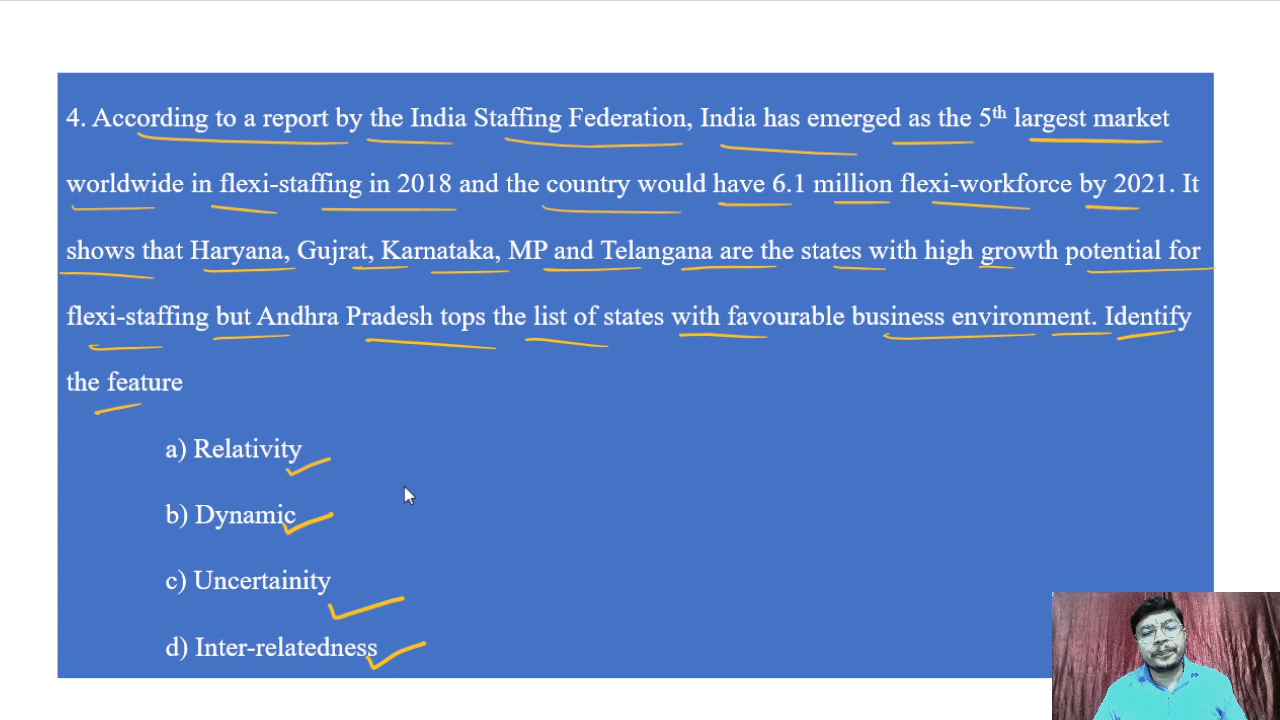 4. According to a report by the India Staffing Federation, India has emerged as the 5th largest market
worldwide in flexi-staffing in 2018 and the country would have 6.1 million flexi-workforce by 2021. It
shows that Haryana, Gujrat, Karnataka, MP and Telangana are the states with high growth potential for
flexi-staffing but Andhra Pradesh tops the list of states with favourable business environment. Identify
the feature
a) Relativity
b) Dynamic
c) Uncertainity
d) Inter-relatedness